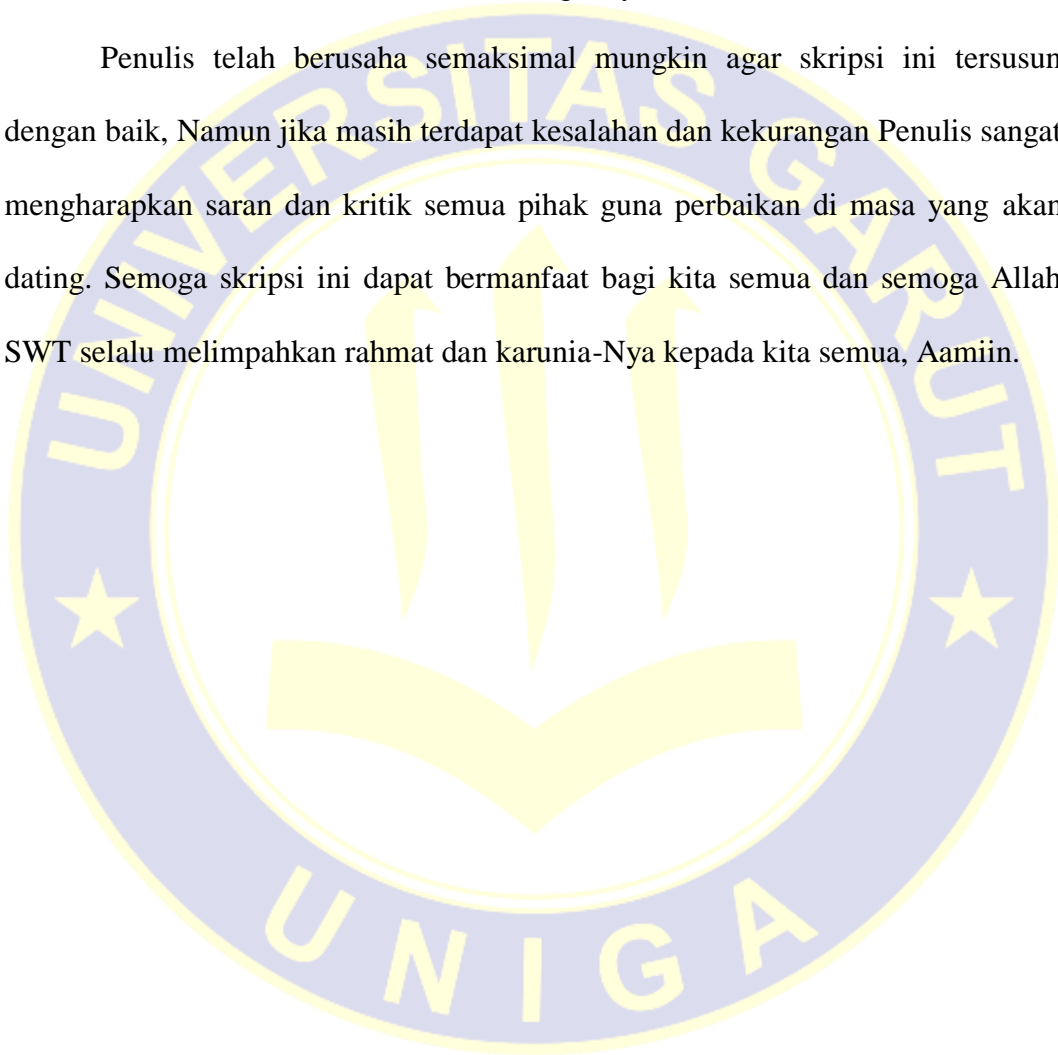 Penulis telah berusaha semaksimal mungkin agar skripsi ini tersusun
dengan baik, Namun jika masih terdapat kesalahan dan kekurangan Penulis sangat
mengharapkan saran dan kritik semua pihak guna perbaikan di masa yang akan
dating. Semoga skripsi ini dapat bermanfaat bagi kita semua dan semoga Allah
SWT selalu melimpahkan rahmat dan karunia-Nya kepada kita semua, Aamiin.
UNIVERSITAS GARUT
UNIGA